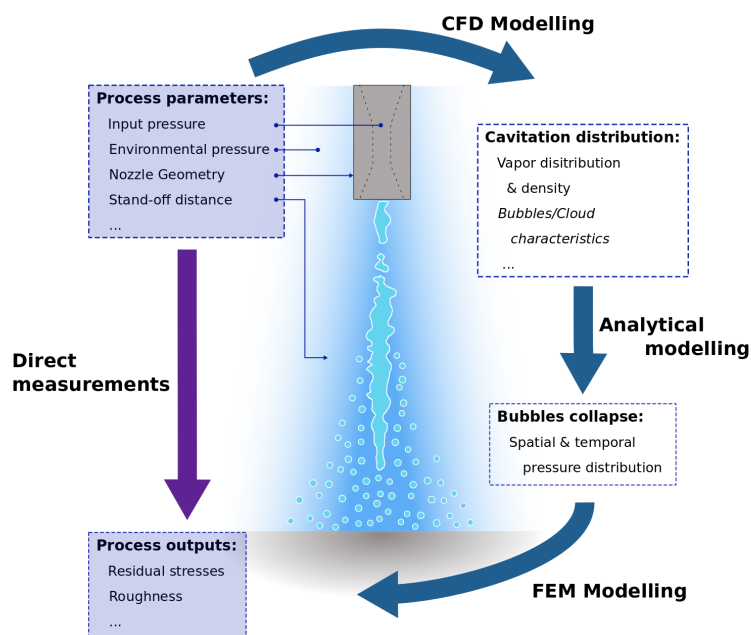 CFD Modelling
Process parameters:
Input pressure
Environmental pressure
Nozzle Geometry
Stand-off distance
...
Cavitation distribution:
Vapor disitribution
& density
Bubbles/Cloud
characteristics
...
Analytical
modelling
Direct
measurements
Bubbles collapse:
Spatial & temporal
pressure distribution
Process outputs:
Residual stresses
Roughness
...
FEM Modelling